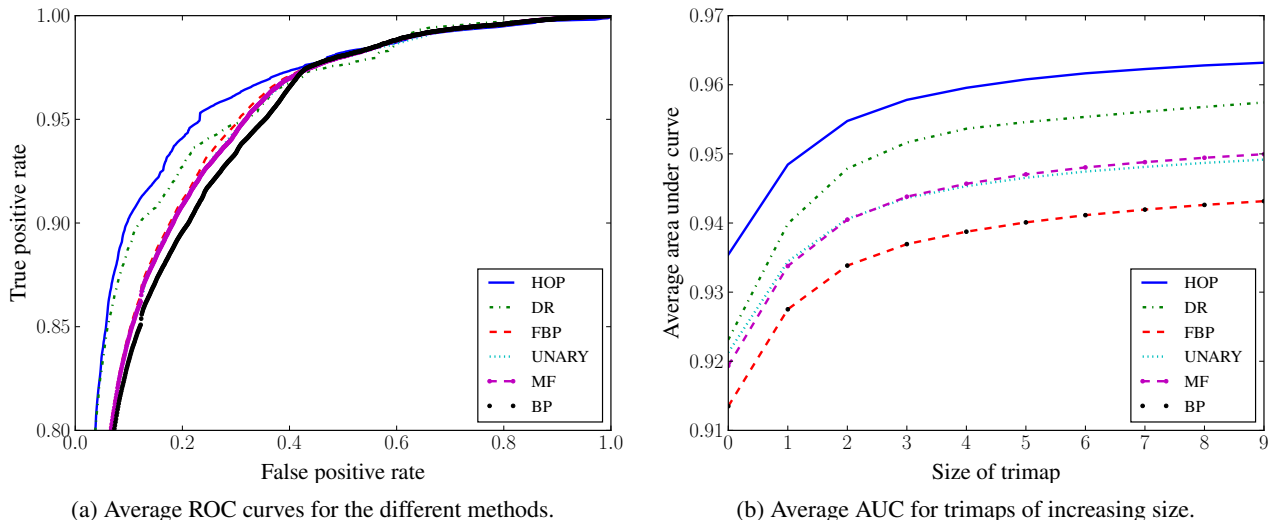 1.00
0.95
0.90
0.85
0.80
True positive rate
0.0
0.2
0.4
0.6
0.8
1.0
False positive rate
HOP
DR
FBP
UNARY
MF
BP
(a) Average ROC curves for the different methods.
0.97
0.96
0.95
0.94
0.93
0.92
0.91
Average area under curve
0
1
2
3
4
5
6
7
8
9
Size of trimap
HOP
DR
FBP
UNARY
MF
BP
(b) Average AUC for trimaps of increasing size.